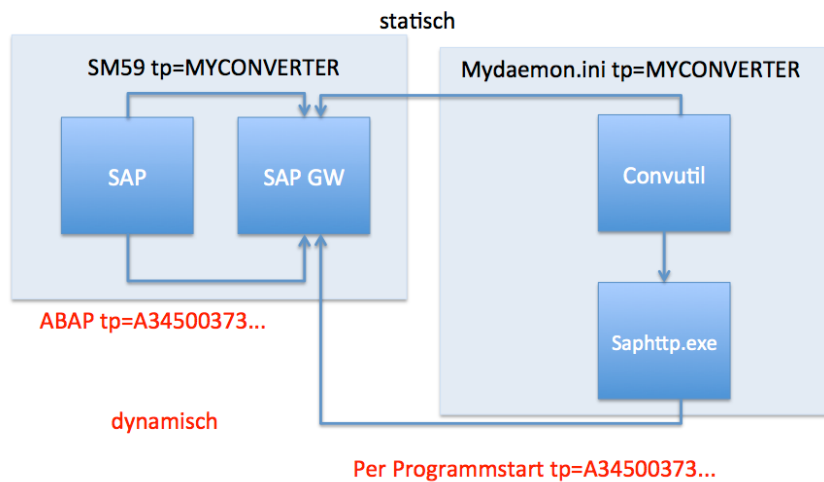 statisch
SM59 tp=MYCONVERTER
Mydaemon.ini tp=MYCONVERTER
SAP
SAP GW
Convutil
ABAP tp=A34500373...
Saphttp.exe
dynamisch
Per Programmstart tp=A34500373...